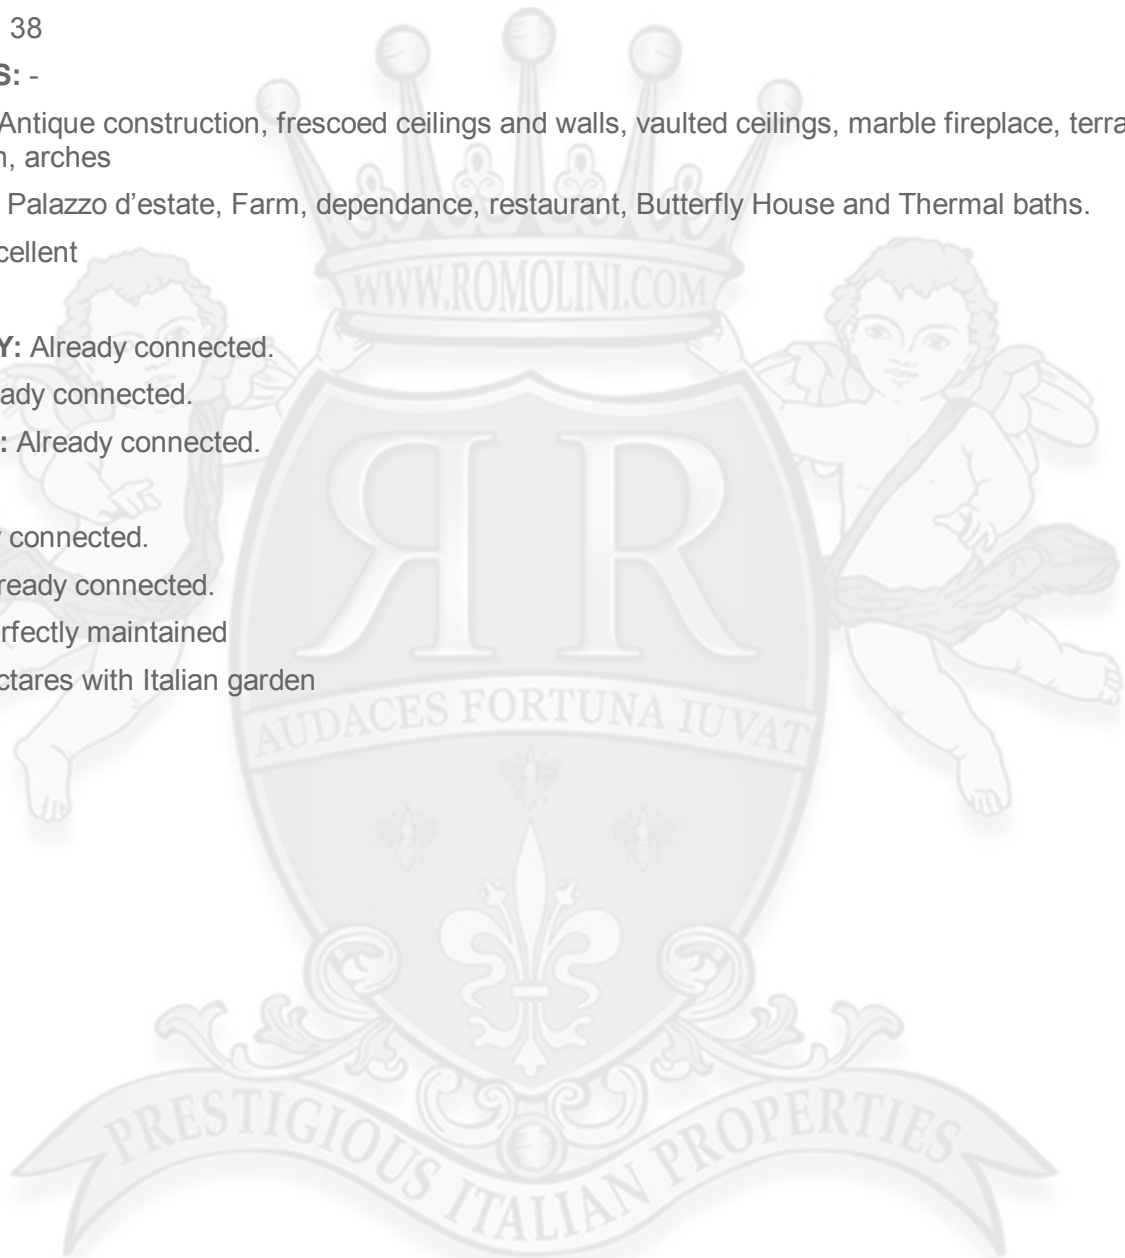 38
S: -
Antique construction, frescoed ceilings and walls, vaulted ceilings, marble fireplace, terra
, arches
Palazzo d'estate, Farm, dependance, restaurant, Butterfly House and Thermal baths.
cellent
WWW.ROMOLINI.COM
Y: Already connected.
ady connected.
: Already connected.
R R
connected.
ready connected.
rfectly maintained
ctares with Italian garden
AUDACES FORTUNA IUVAT
PRESTIGIOUS ITALIAN PROPERTIES